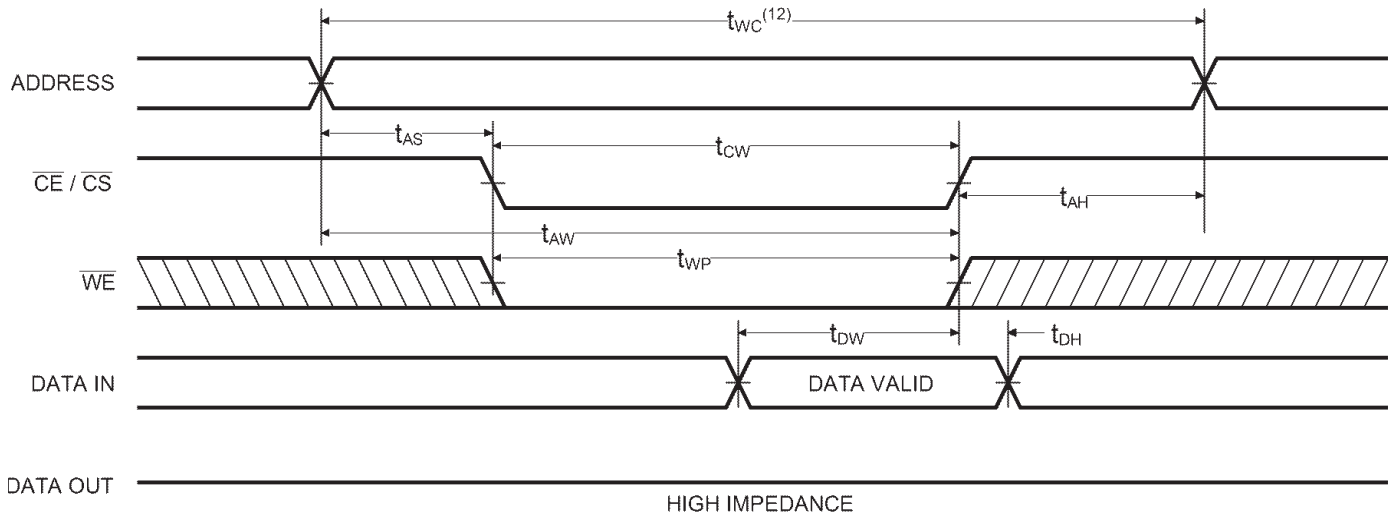 tWC(12)
ADDRESS
tAS
tCW
CE / CS
tAH
tAW
tWP
WE
tDW
tDH
DATA IN
DATA VALID
DATA OUT
HIGH IMPEDANCE